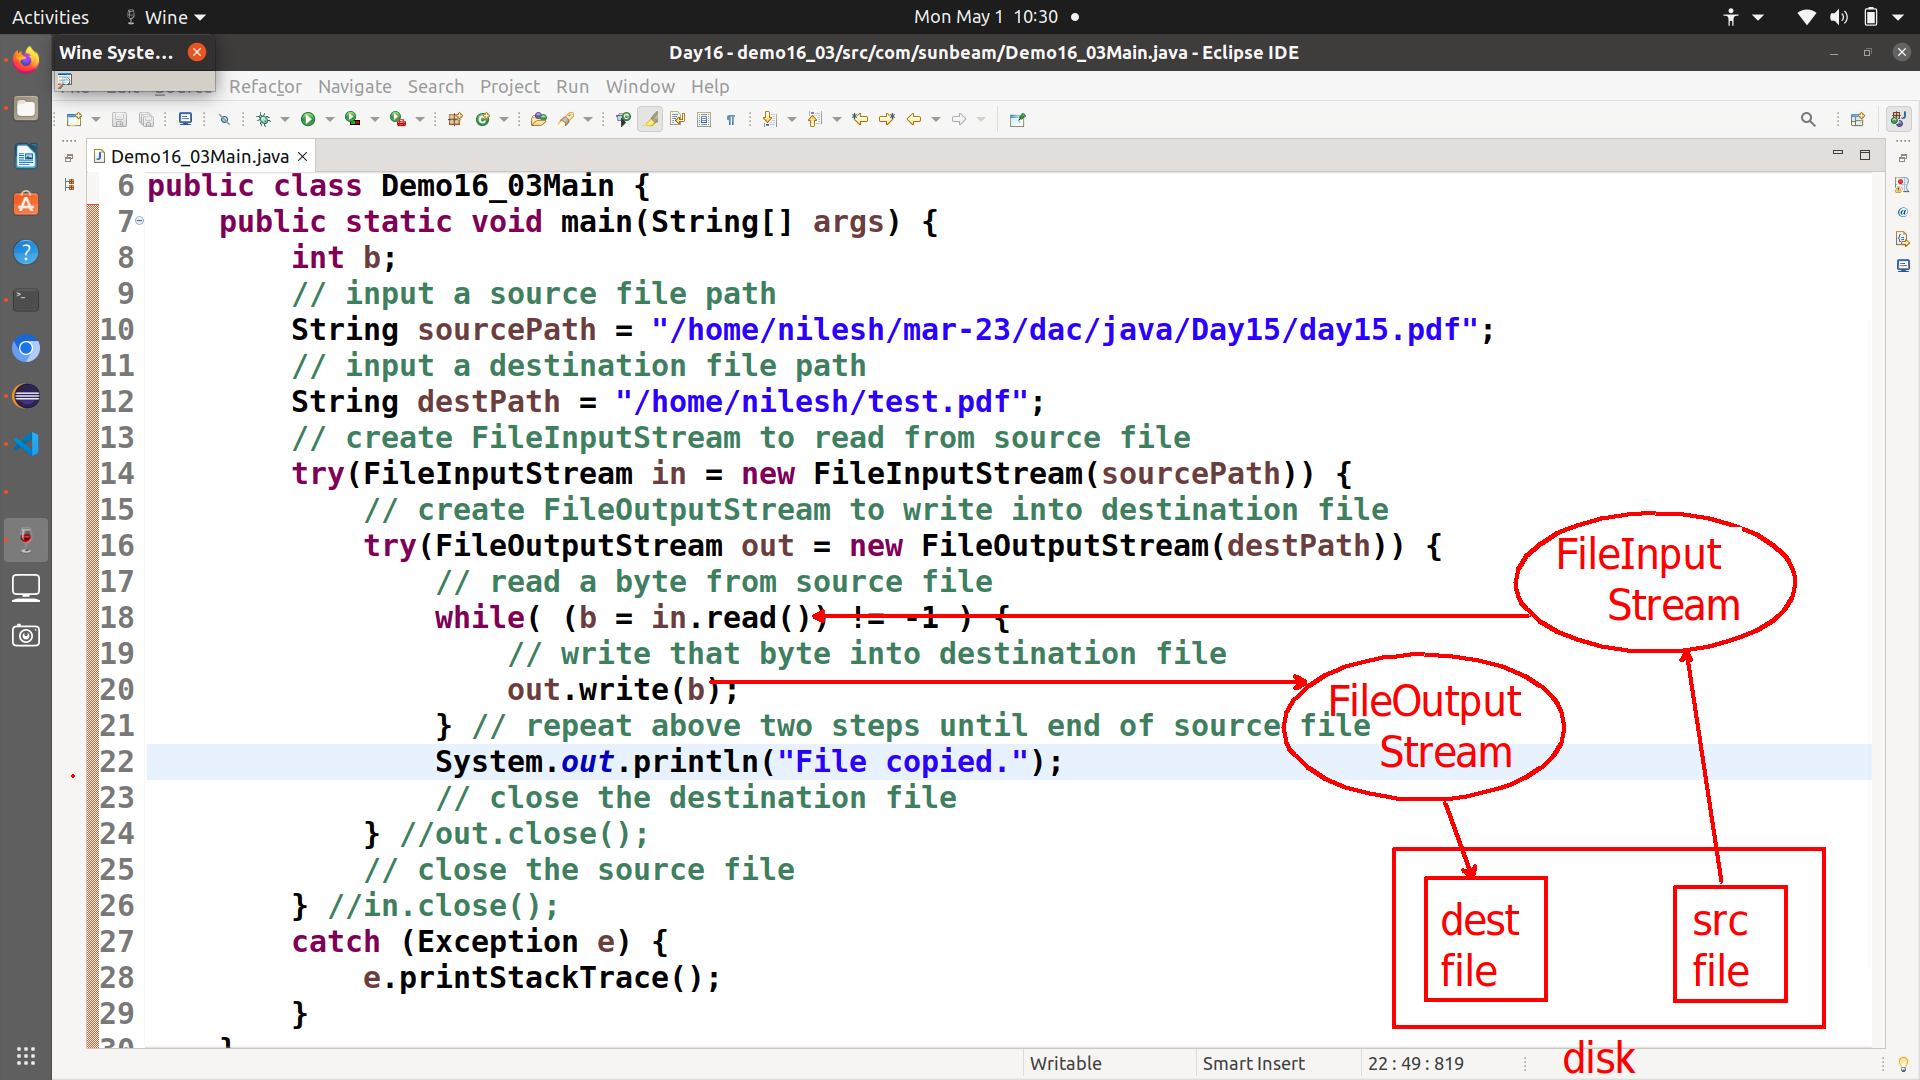 Activities
Wine
Mon May 1 10:30
Wine Syste...
Day16 - demo16_03/src/com/sunbeam/Demo16_03Main.java - Eclipse IDE
Refactor Navigate Search Project Run Window Help
Demo16_03Main.java
6 public class Demo16_03Main {
7 public static void main(String[] args) {
8 int b;
9 // input a source file path
10 String sourcePath = "/home/nilesh/mar-23/dac/java/Day15/day15.pdf";
11 // input a destination file path
12 String destPath = "/home/nilesh/test.pdf";
13 // create FileInputStream to read from source file
14 try(FileInputStream in = new FileInputStream(sourcePath)) {
15 // create FileOutputStream to write into destination file
16 try(FileOutputStream out = new FileOutputStream(destPath)) {
17 // read a byte from source file
18 while( (b = in.read()) != -1 ) {
19 // write that byte into destination file
20 out.write(b);
21 } // repeat above two steps until end of source file
22 System.out.println("File copied.");
23 // close the destination file
24 } //out.close();
25 // close the source file
26 } //in.close();
27 catch (Exception e) {
28 e.printStackTrace();
29 }
30 }
FileInput
Stream
FileOutput
Stream
dest
file
src
file
disk
Writable
Smart Insert
22 : 49 : 819